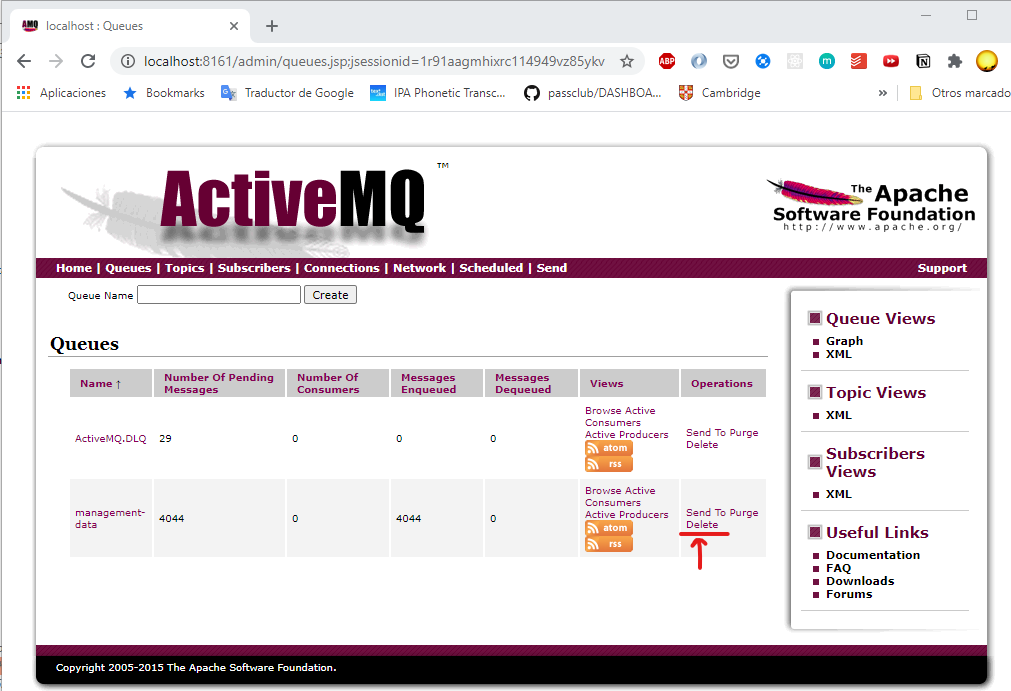 localhost : Queues
localhost:8161/admin/queues.jsp;jsessionid=1r91aagmhixrc114949vz85ykv
ABP
m
Aplicaciones
Bookmarks
Traductor de Google
IPA Phonetic Transc...
passclub/DASHBOA...
Cambridge
»
Otros marcado
ActiveMQ
TM
The Apache
Software Foundation
http://www.apache.org/
Home | Queues | Topics | Subscribers | Connections | Network | Scheduled | Send
Support
Queue Name
Create
Queues
Name ↑
Number Of Pending
Messages
Number Of
Consumers
Messages
Enqueued
Messages
Dequeued
Views
Operations
ActiveMQ.DLQ
29
0
0
0
Browse Active
Consumers
Active Producers
atom
rss
Send To Purge
Delete
management-
data
4044
0
4044
0
Browse Active
Consumers
Active Producers
atom
rss
Send To Purge
Delete
Queue Views
Graph
XML
Topic Views
XML
Subscribers
Views
XML
Useful Links
Documentation
FAQ
Downloads
Forums
Copyright 2005-2015 The Apache Software Foundation.